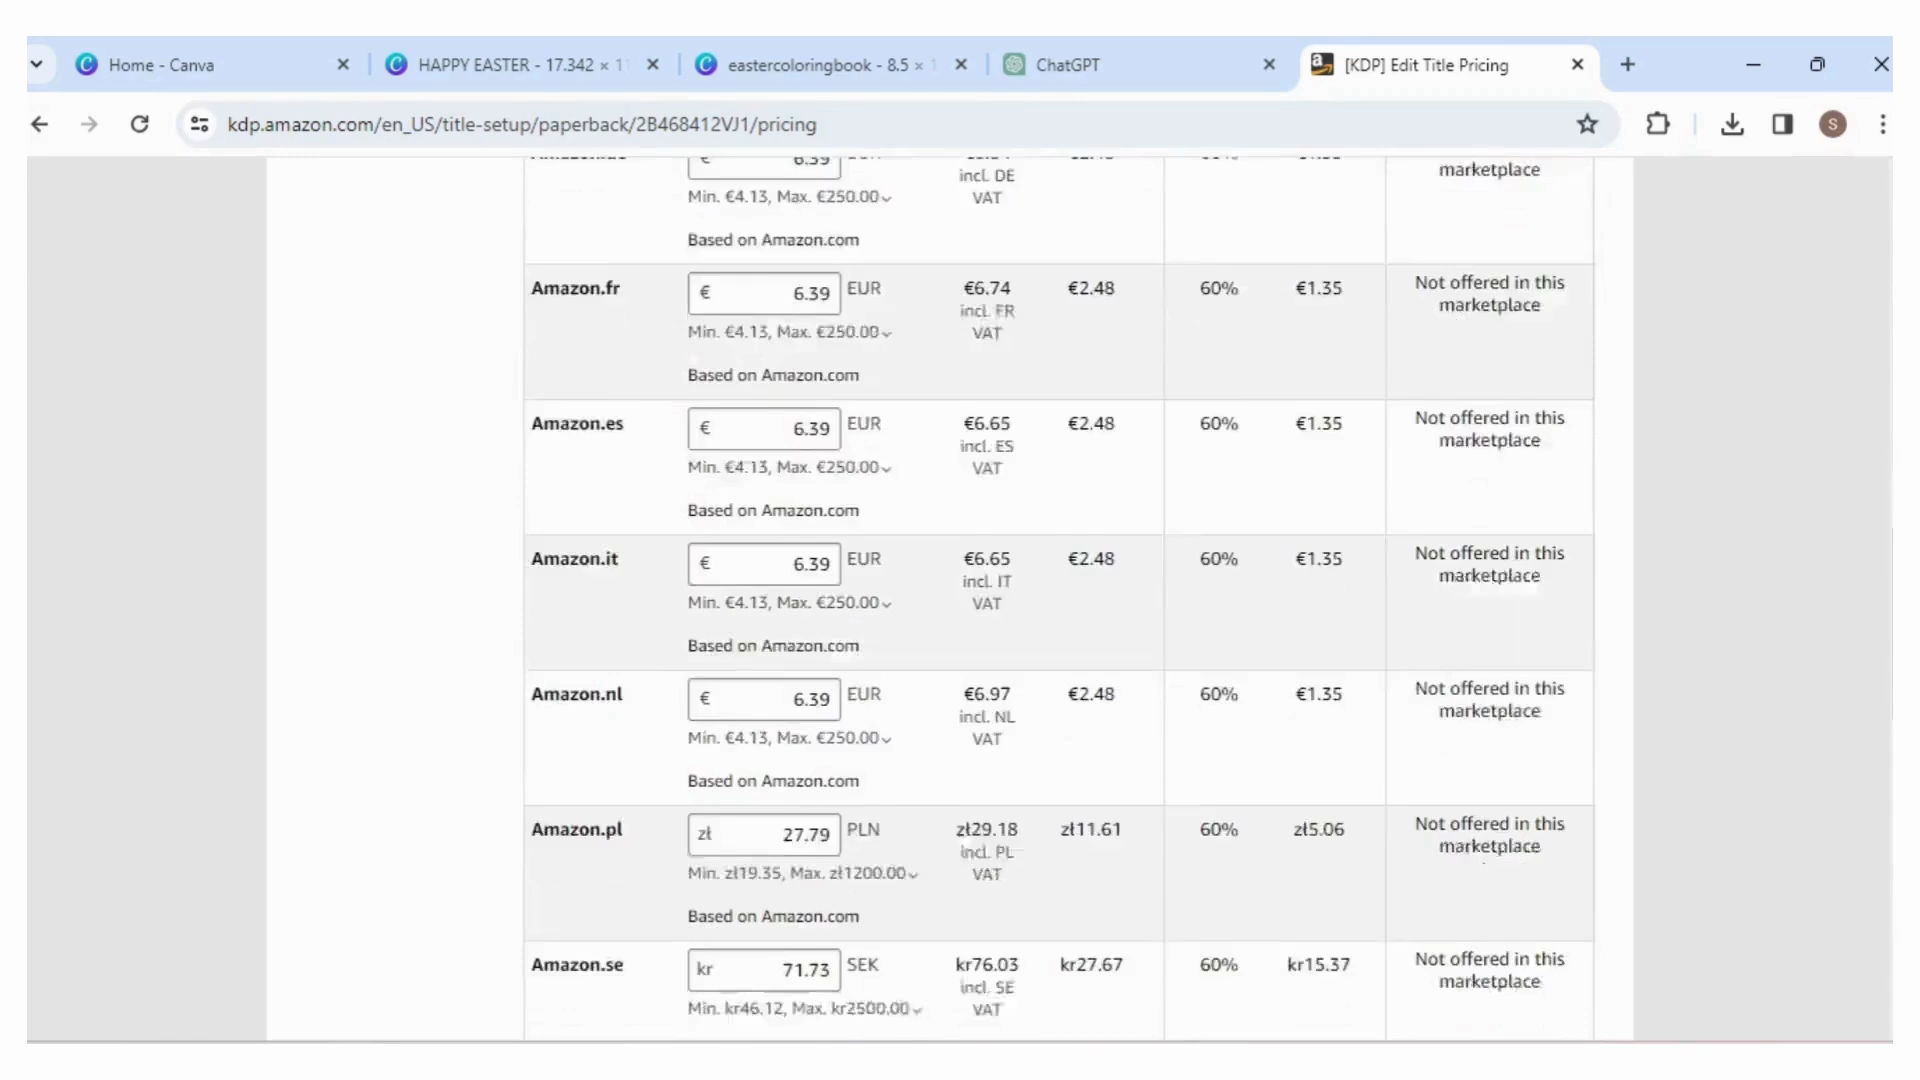 Home - Canva
HAPPY EASTER - 17.342 × 1
eastercoloringbook - 8.5 ×
ChatGPT
[KDP] Edit Title Pricing
kdp.amazon.com/en_US/title-setup/paperback/2B468412VJ1/pricing
S
€ 6.39
incl. DE
VAT
marketplace
Min. €4.13, Max. €250.00
Based on Amazon.com
Amazon.fr € 6.39 EUR €6.74 €2.48 60% €1.35 Not offered in this
incl. FR marketplace
Min. €4.13, Max. €250.00 VAT
Based on Amazon.com
Amazon.es € 6.39 EUR €6.65 €2.48 60% €1.35 Not offered in this
incl. ES marketplace
Min. €4.13, Max. €250.00 VAT
Based on Amazon.com
Amazon.it € 6.39 EUR €6.65 €2.48 60% €1.35 Not offered in this
incl. IT marketplace
Min. €4.13, Max. €250.00 VAT
Based on Amazon.com
Amazon.nl € 6.39 EUR €6.97 €2.48 60% €1.35 Not offered in this
incl. NL marketplace
Min. €4.13, Max. €250.00 VAT
Based on Amazon.com
Amazon.pl zł 27.79 PLN zł29.18 zł11.61 60% zł5.06 Not offered in this
incl. PL marketplace
Min. zł19.35, Max. zł1200.00 VAT
Based on Amazon.com
Amazon.se kr 71.73 SEK kr76.03 kr27.67 60% kr15.37 Not offered in this
incl. SE marketplace
Min. kr46.12, Max. kr2500.00 VAT